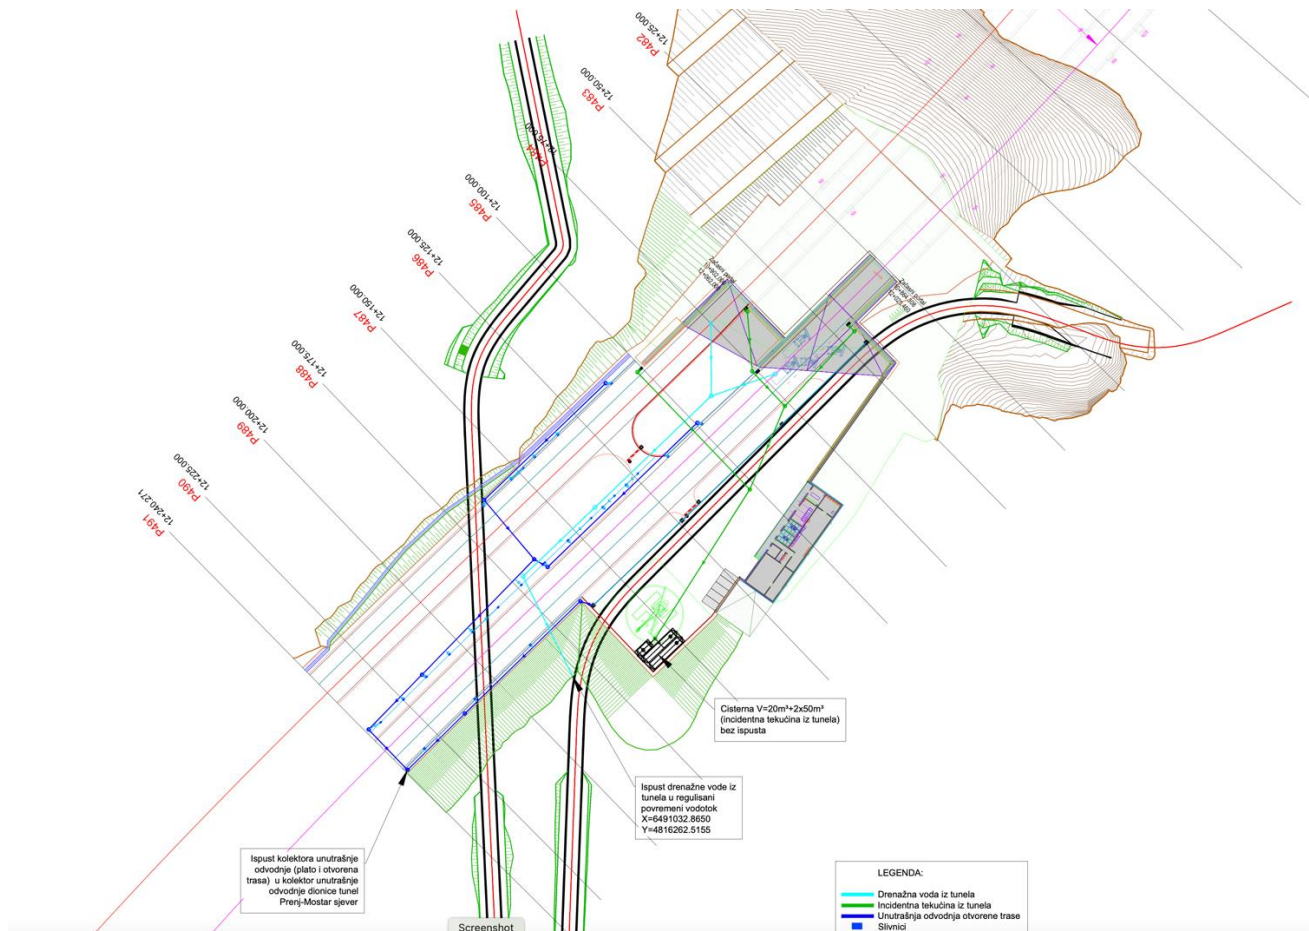 12+25.000
P482
12+50.000
P483
12+75.000
P484
12+100.000
P485
12+125.000
P486
12+150.000
P487
12+175.000
P488
12+200.000
P489
12+225.000
P490
12+240.271
P491
Cisterna V=20m³+2x50m³
(incidentna tekućina iz tunela)
bez ispusta
Ispust drenažne vode iz
tunela u regulisani
povremeni vodotok
X=6491032.8650
Y=4816262.5155
Ispust kolektora unutrašnje
odvodnje (plato i otvorena
trasa) u kolektor unutrašnje
odvodnje dionice tunel
Prenj-Mostar sjever
LEGENDA:
Drenažna voda iz tunela
Incidentna tekućina iz tunela
Unutrašnja odvodnja otvorene trase
Slivnici
Screenshot